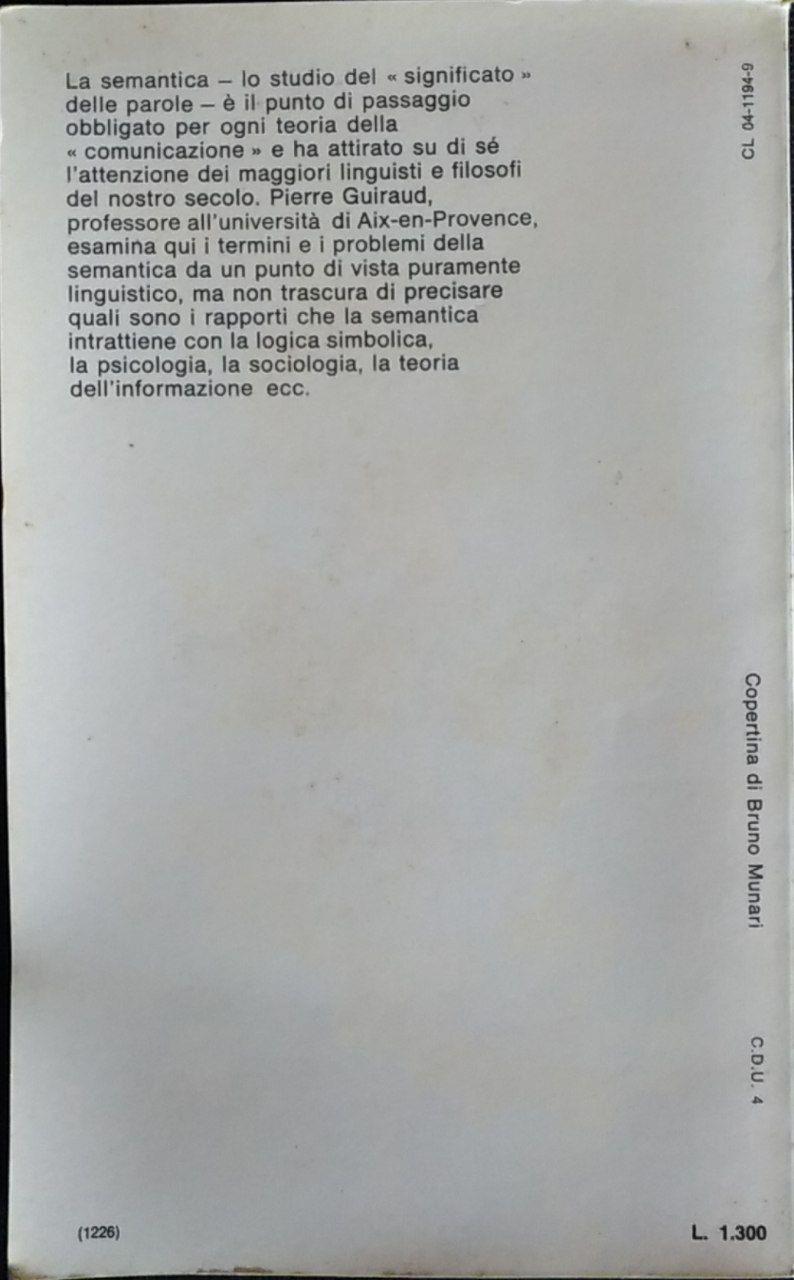 La semantica – lo studio del « significato »
delle parole – è il punto di passaggio
obbligato per ogni teoria della
« comunicazione » e ha attirato su di sé
l'attenzione dei maggiori linguisti e filosofi
del nostro secolo. Pierre Guiraud,
professore all'università di Aix-en-Provence,
esamina qui i termini e i problemi della
semantica da un punto di vista puramente
linguistico, ma non trascura di precisare
quali sono i rapporti che la semantica
intrattiene con la logica simbolica,
la psicologia, la sociologia, la teoria
dell'informazione ecc.
CL 04-1194-9
Copertina di Bruno Munari
C.D.U. 4
(1226)
L. 1.300